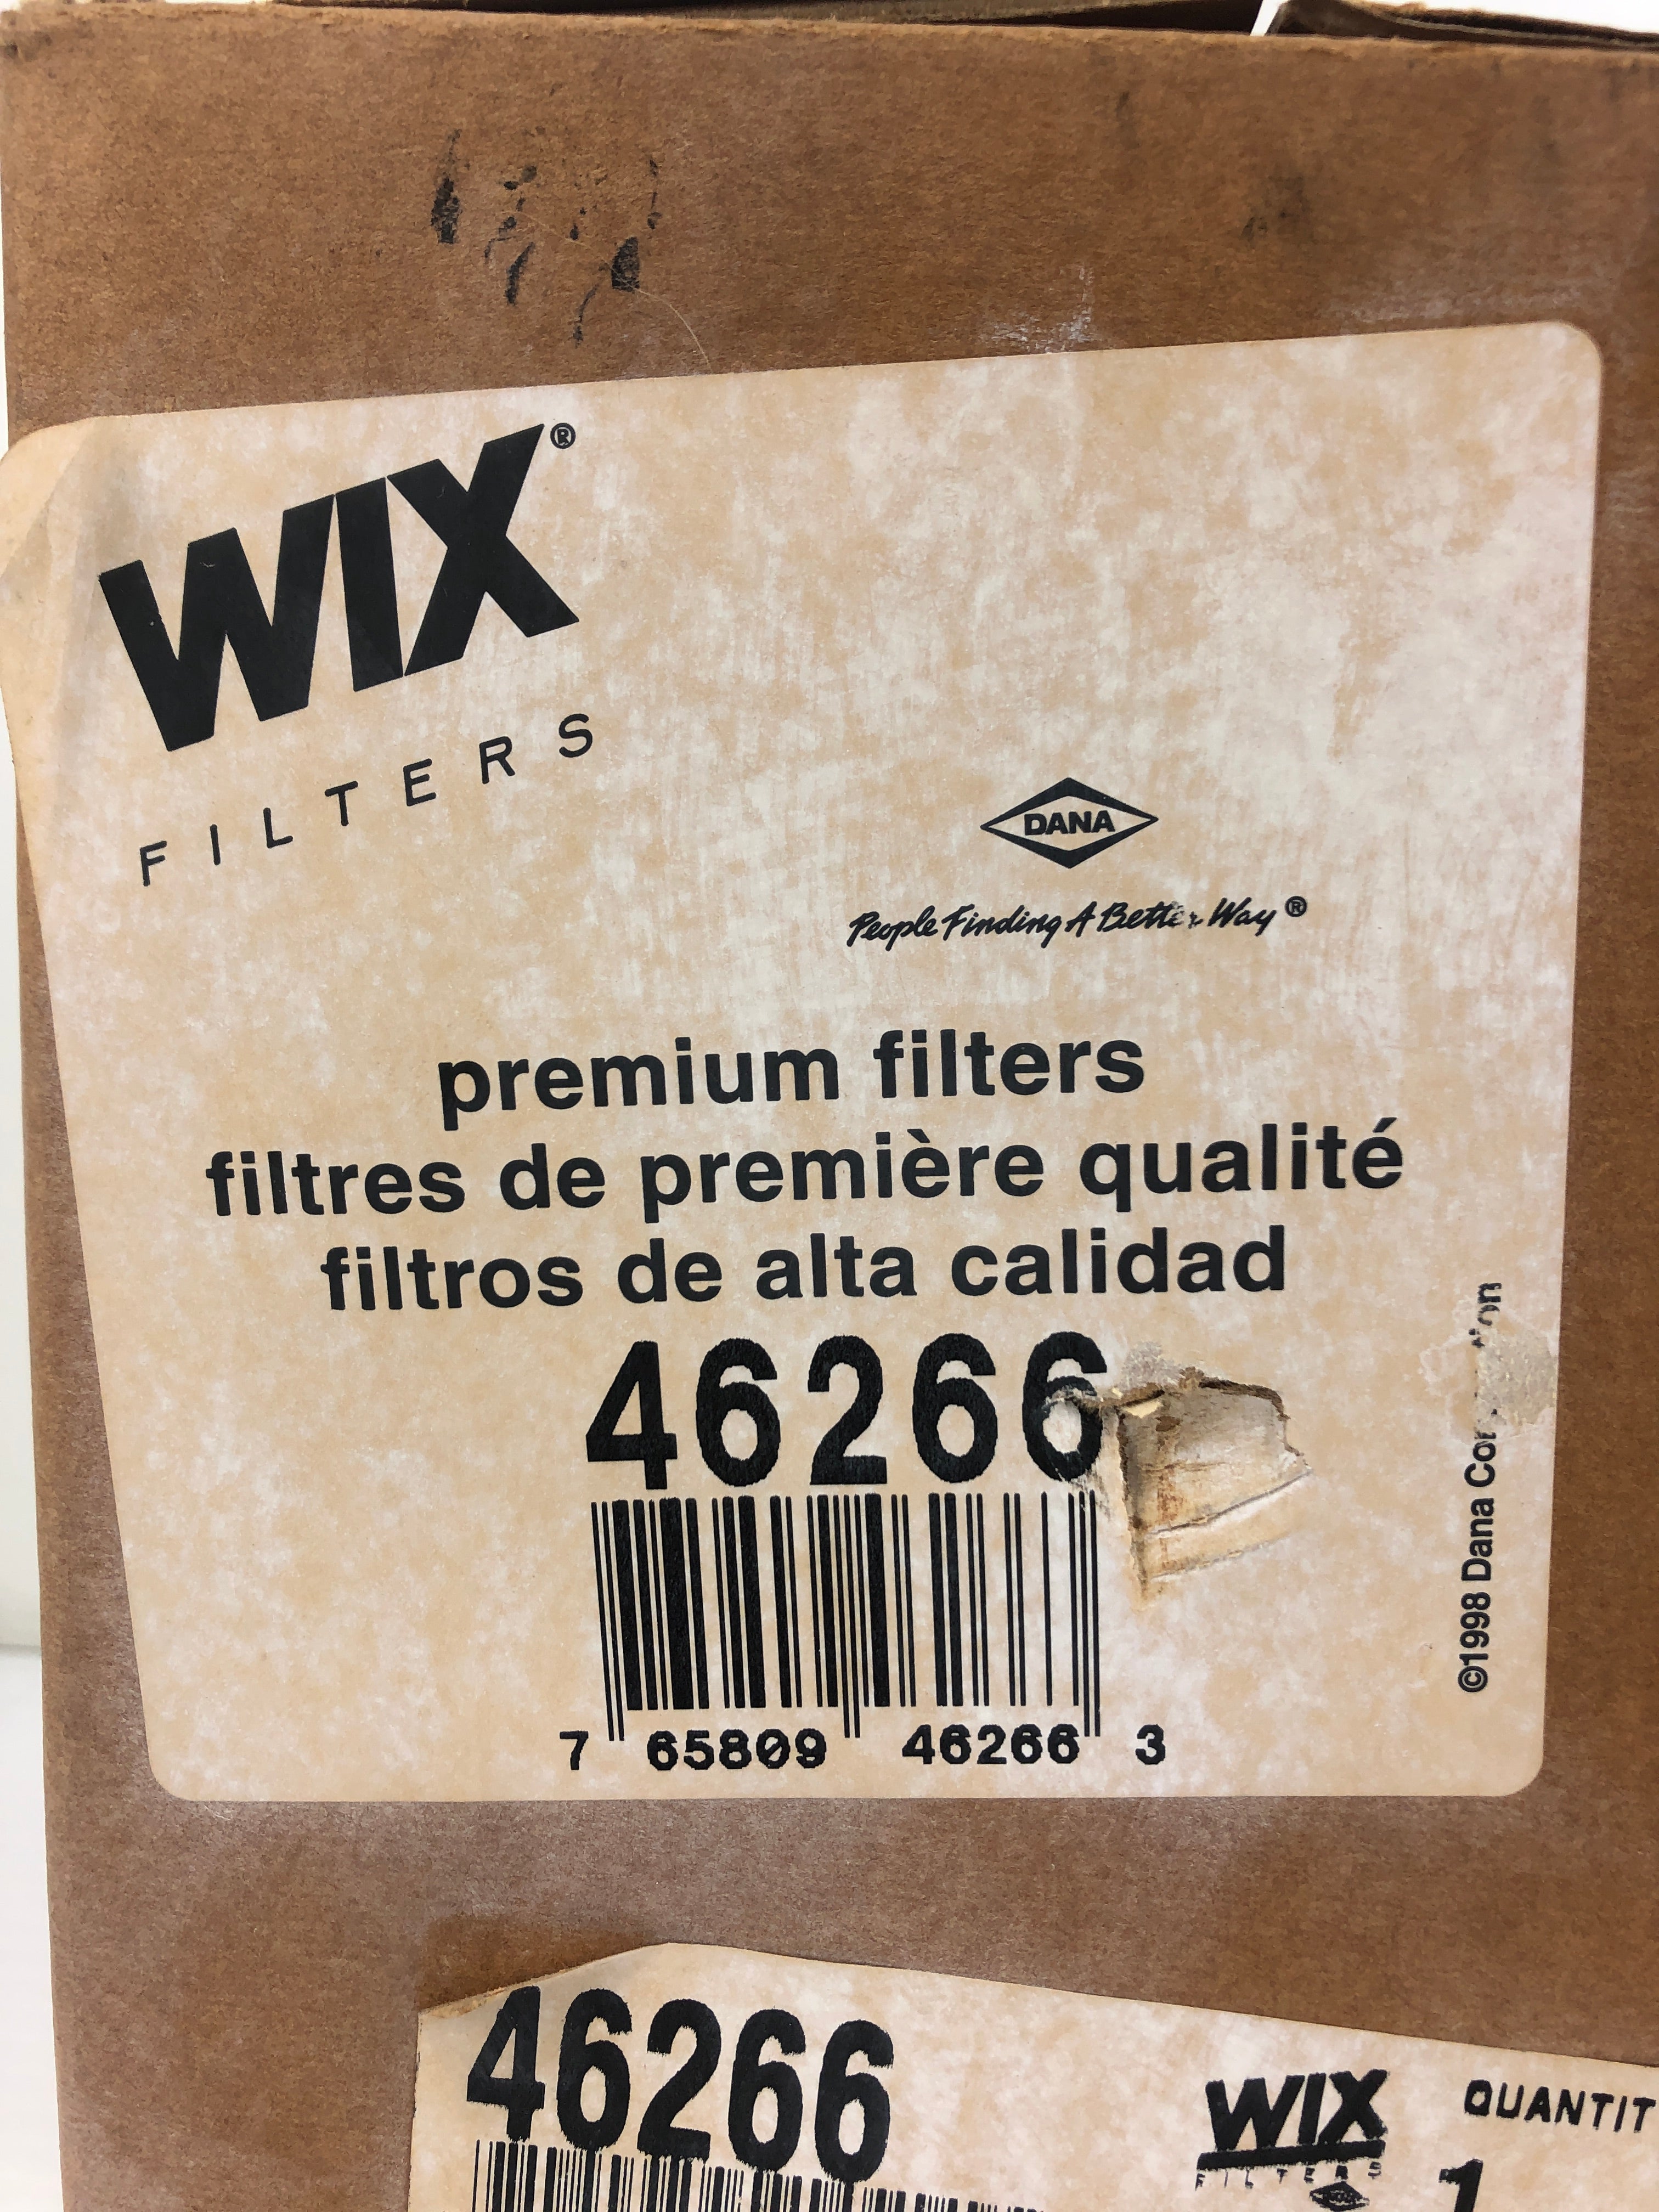 WIX®
FILTERS
DANA
People Finding A Better Way®
premium filters
filtres de première qualité
filtros de alta calidad
46266
7 65809 46266 3
©1998 Dana
46266
WIX
FILTERS
QUANTIT
1